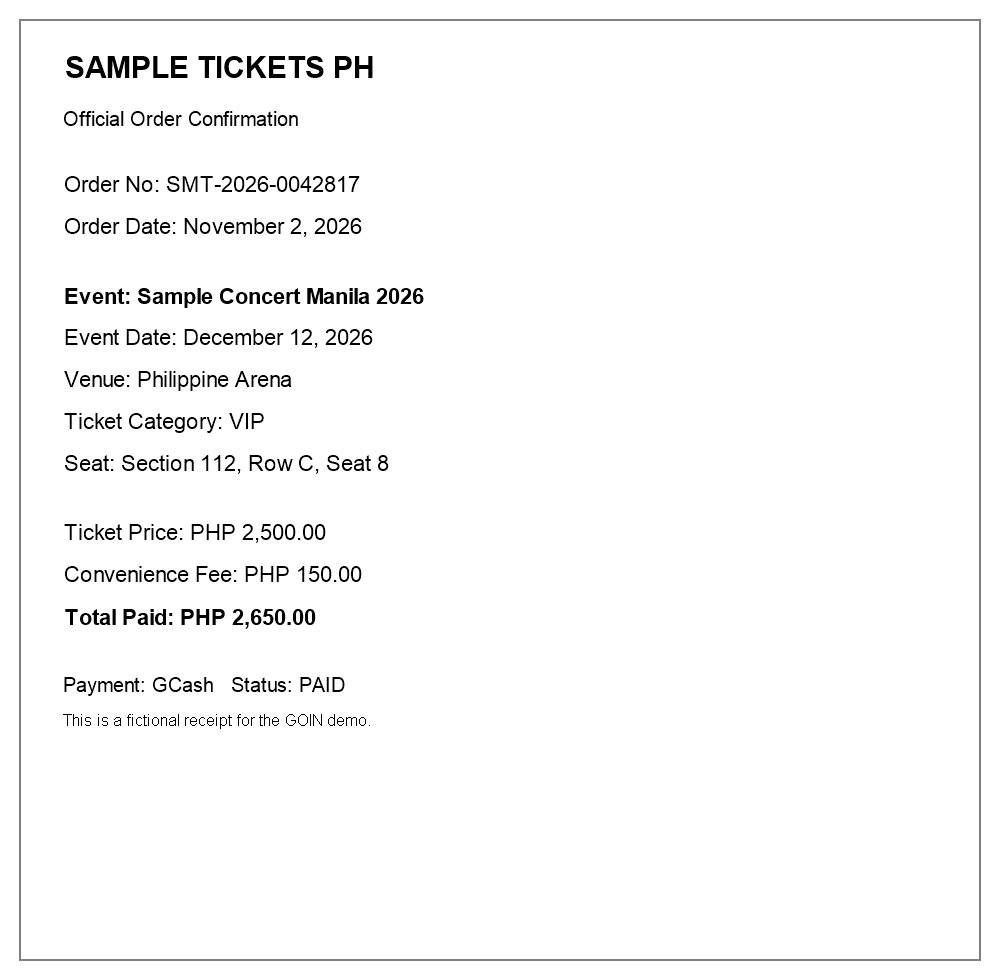 SAMPLE TICKETS PH
Official Order Confirmation
Order No: SMT-2026-0042817
Order Date: November 2, 2026
Event: Sample Concert Manila 2026
Event Date: December 12, 2026
Venue: Philippine Arena
Ticket Category: VIP
Seat: Section 112, Row C, Seat 8
Ticket Price: PHP 2,500.00
Convenience Fee: PHP 150.00
Total Paid: PHP 2,650.00
Payment: GCash   Status: PAID
This is a fictional receipt for the GOIN demo.